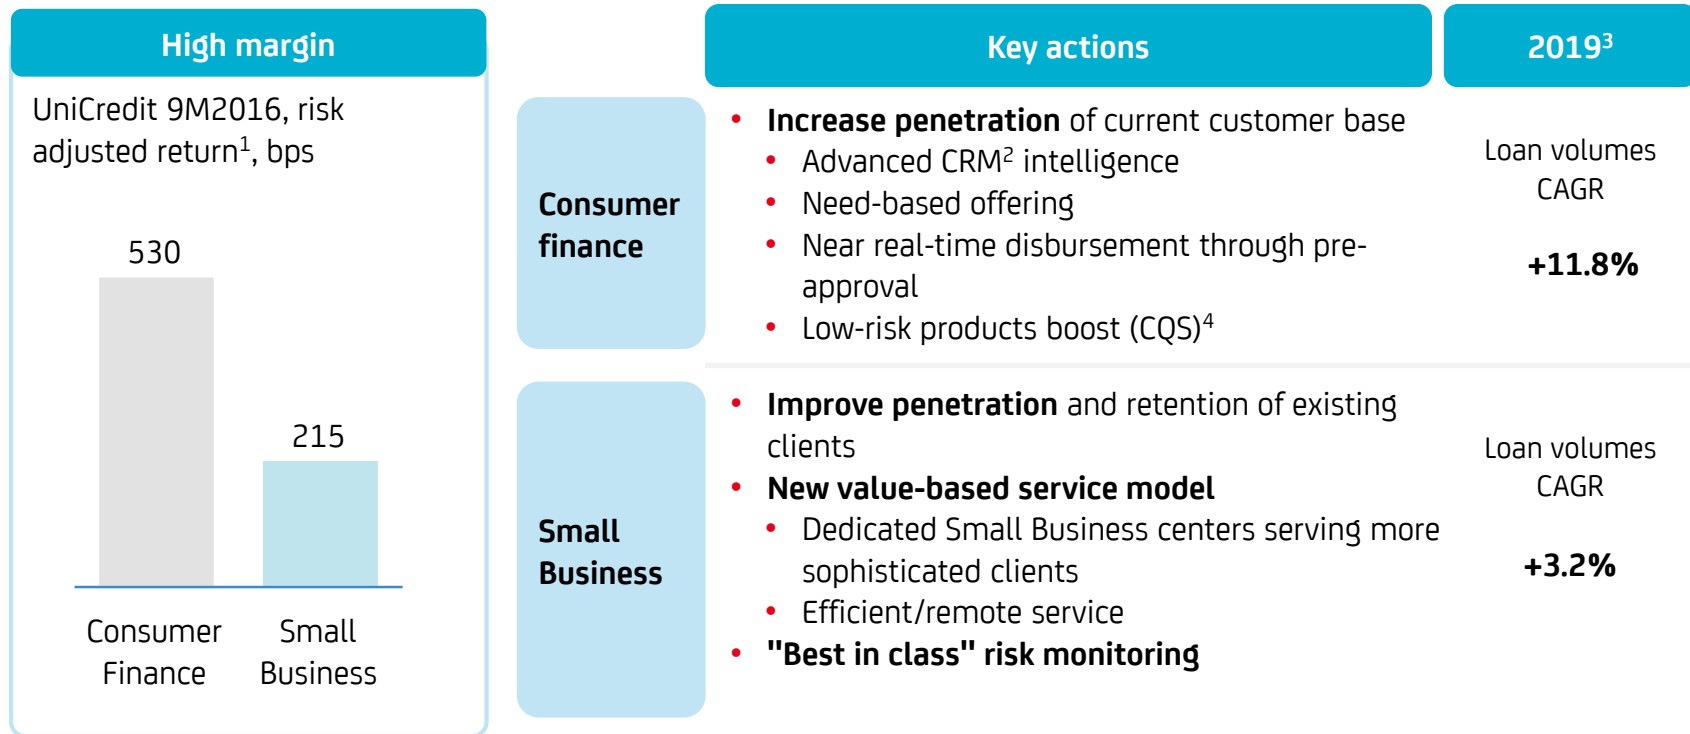 High margin
UniCredit 9M2016, risk
adjusted return¹, bps
530
215
Consumer
Finance
Small
Business
Key actions
2019³
Consumer
finance
• Increase penetration of current customer base
• Advanced CRM² intelligence
• Need-based offering
• Near real-time disbursement through pre-
approval
• Low-risk products boost (CQS)⁴
Loan volumes
CAGR
+11.8%
Small
Business
• Improve penetration and retention of existing
clients
• New value-based service model
• Dedicated Small Business centers serving more
sophisticated clients
• Efficient/remote service
• "Best in class" risk monitoring
Loan volumes
CAGR
+3.2%